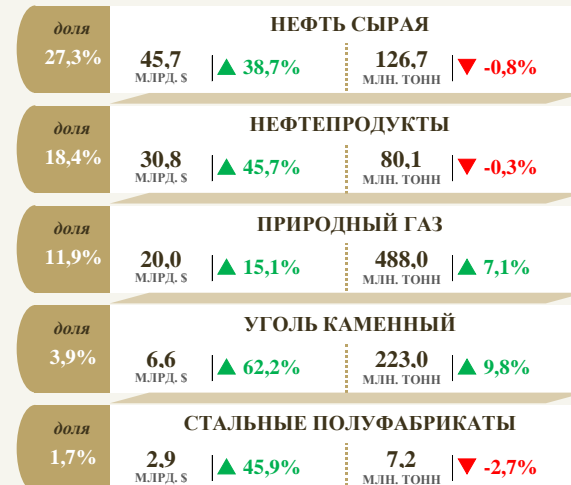 НЕФТЬ СЫРАЯ
доля
27,3%
45,7
МЛРД. $
38,7%
126,7
МЛН. ТОНН
-0,8%
НЕФТЕПРОДУКТЫ
доля
18,4%
30,8
МЛРД. $
45,7%
80,1
МЛН. ТОНН
-0,3%
ПРИРОДНЫЙ ГАЗ
доля
11,9%
20,0
МЛРД. $
15,1%
488,0
МЛН. ТОНН
7,1%
УГОЛЬ КАМЕННЫЙ
доля
3,9%
6,6
МЛРД. $
62,2%
223,0
МЛН. ТОНН
9,8%
СТАЛЬНЫЕ ПОЛУФАБРИКАТЫ
доля
1,7%
2,9
МЛРД. $
45,9%
7,2
МЛН. ТОНН
-2,7%